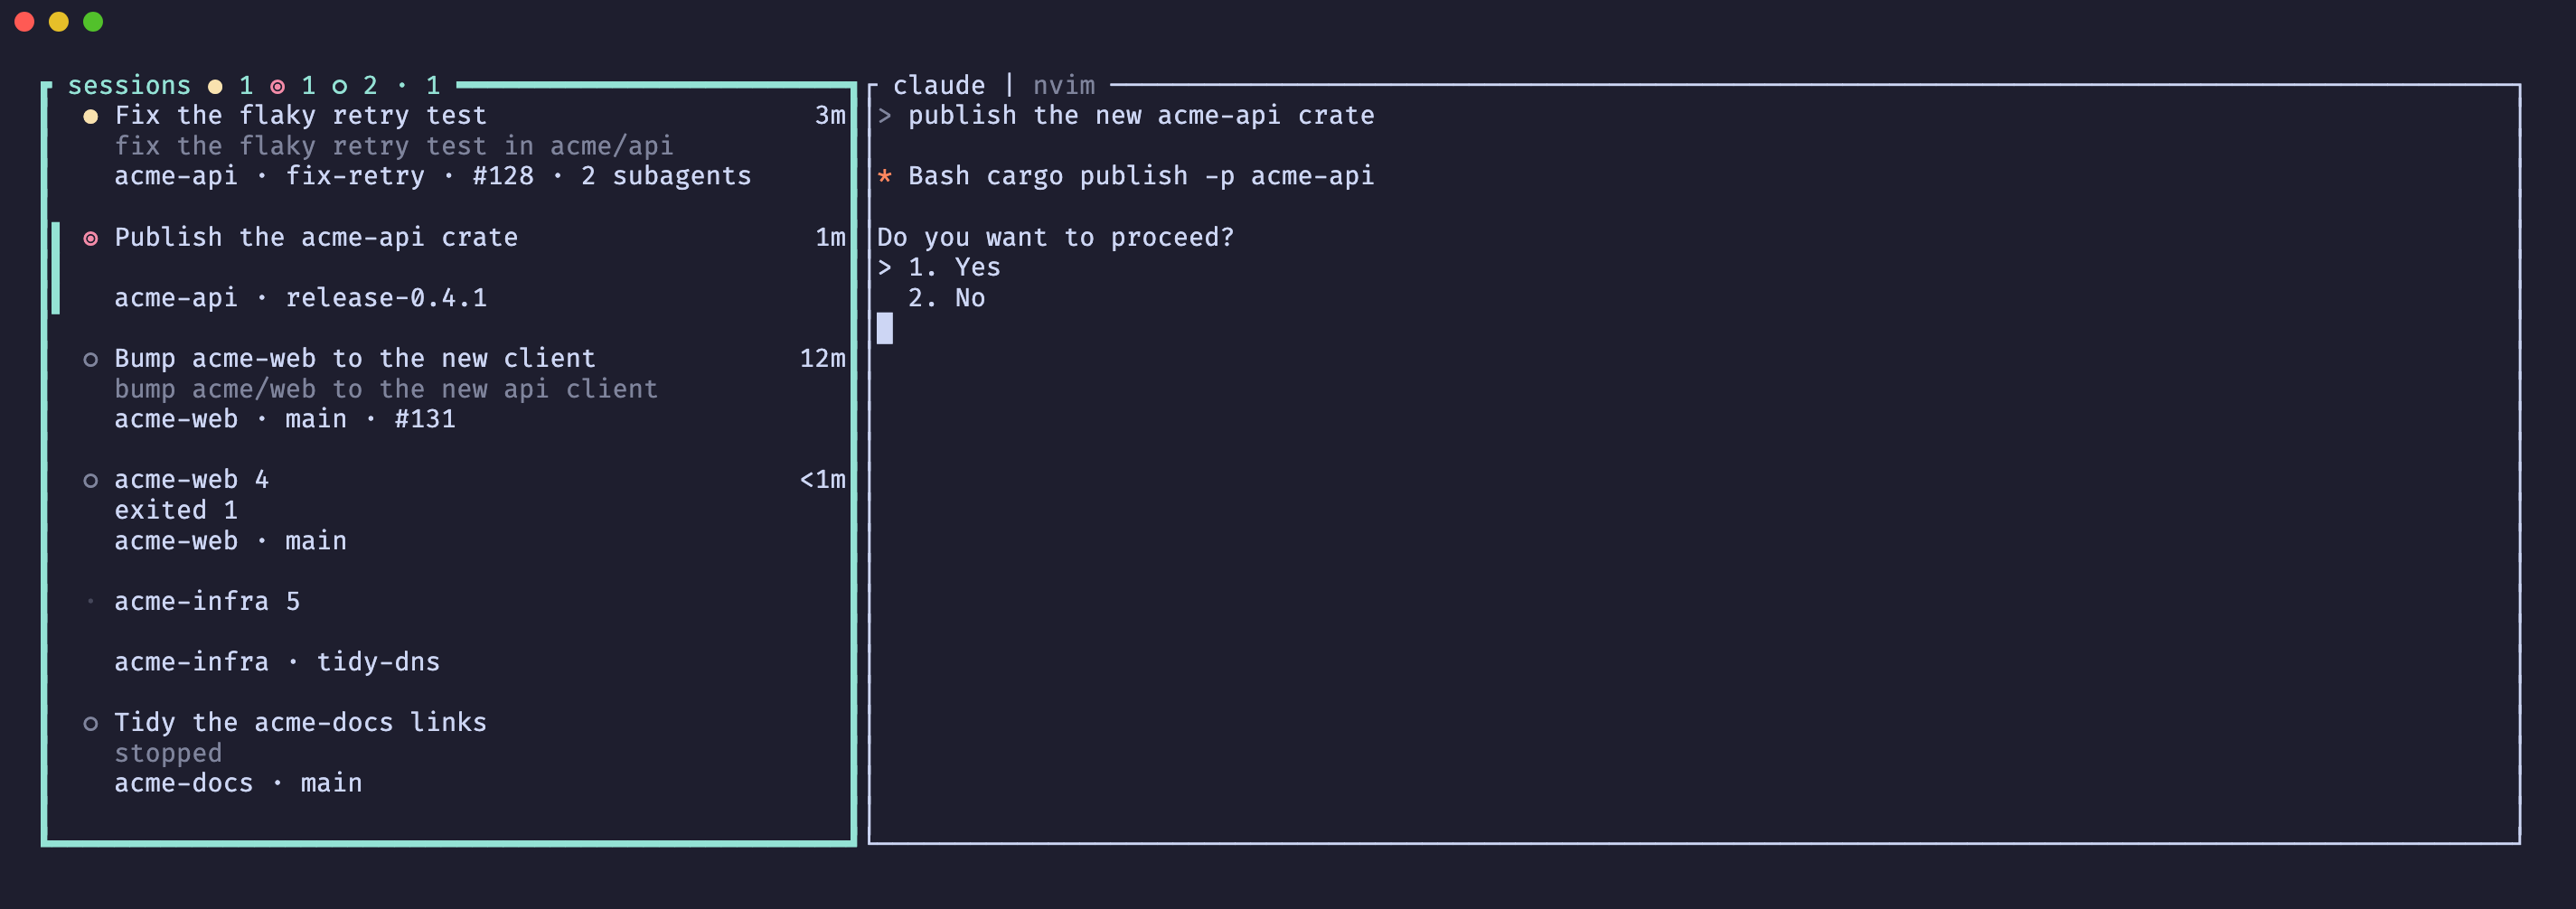 sessions ● 1 ◉ 1 ○ 2 · 1
● Fix the flaky retry test 3m
fix the flaky retry test in acme/api
acme-api · fix-retry · #128 · 2 subagents
◉ Publish the acme-api crate 1m
acme-api · release-0.4.1
○ Bump acme-web to the new client 12m
bump acme/web to the new api client
acme-web · main · #131
○ acme-web 4 <1m
exited 1
acme-web · main
· acme-infra 5
acme-infra · tidy-dns
○ Tidy the acme-docs links
stopped
acme-docs · main
claude | nvim
> publish the new acme-api crate
* Bash cargo publish -p acme-api
Do you want to proceed?
> 1. Yes
2. No